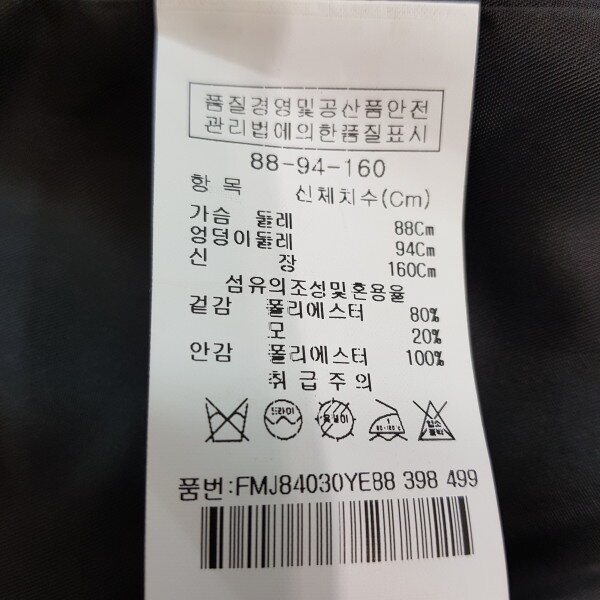 품질경영및공산품안전
관리법에의한품질표시
88-94-160
항 목 신체치수(Cm)
가슴 둘레 88Cm
엉덩이둘레 94Cm
신 장 160Cm
섬유의조성및혼용율
겉감 폴리에스터 80%
모 20%
안감 폴리에스터 100%
취급주의
드라이
염소
표백
품번:FMJ84030YE88 398 499